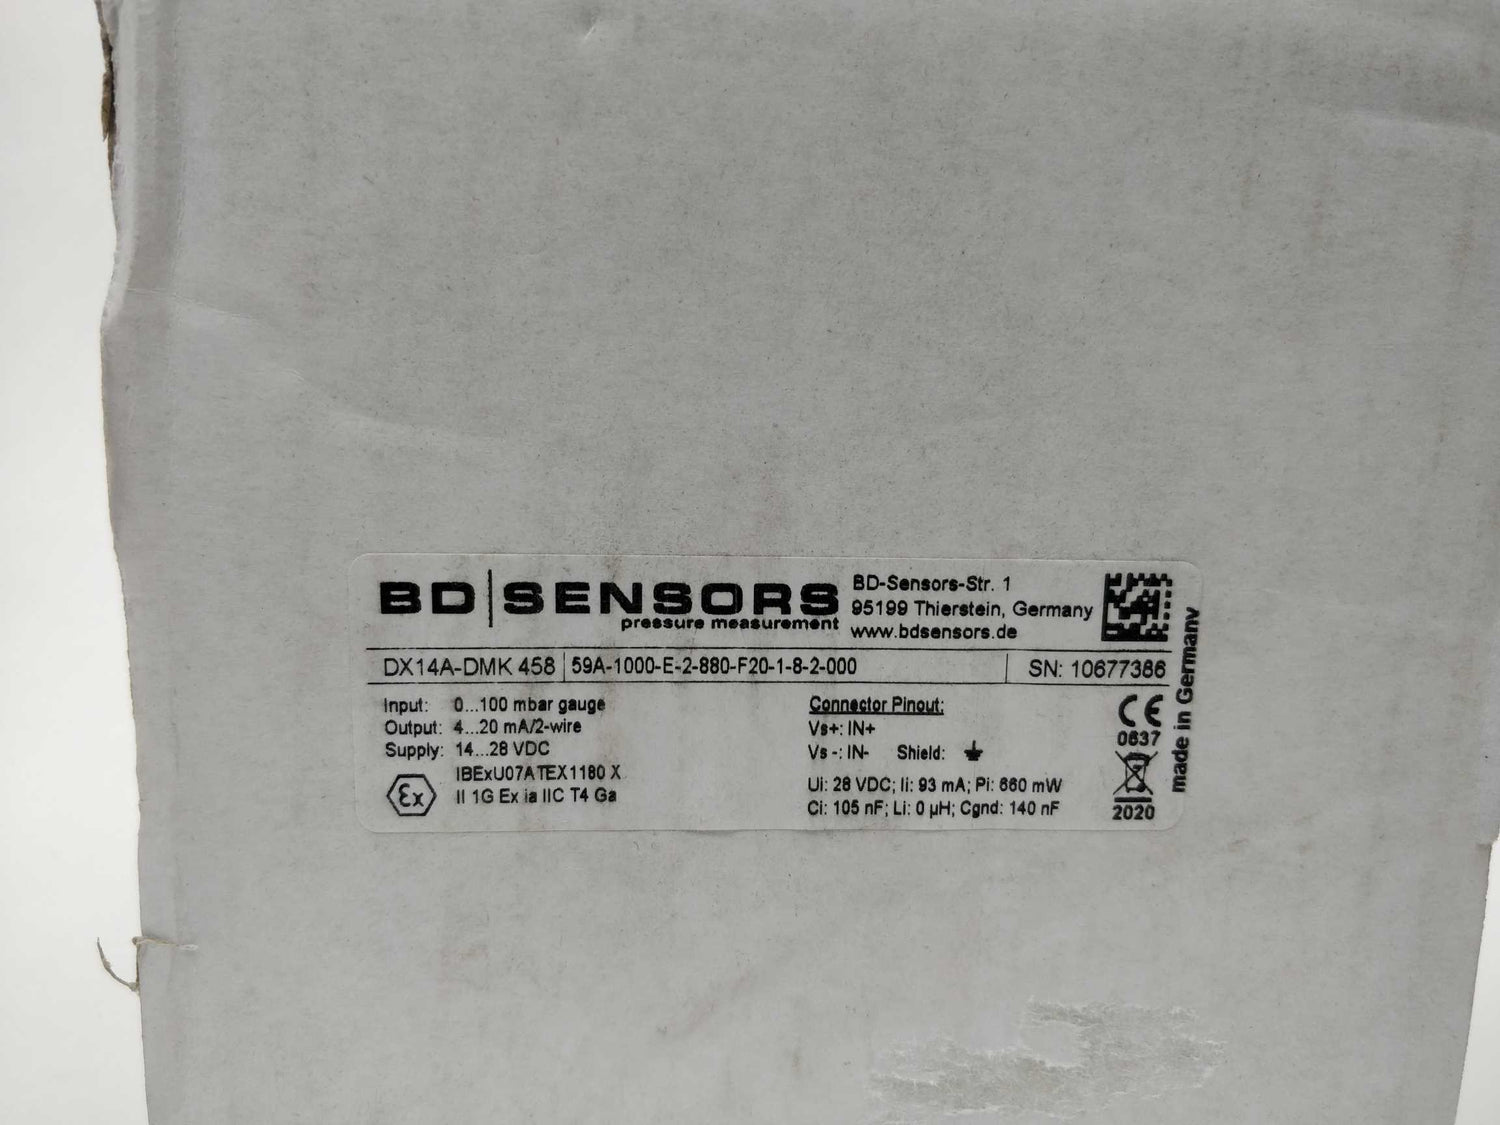 BD|SENSORS
pressure measurement
BD-Sensors-Str. 1
95199 Thierstein, Germany
www.bdsensors.de
DX14A-DMK 458 | 59A-1000-E-2-880-F20-1-8-2-000 | SN: 10677386
Input: 0...100 mbar gauge
Output: 4...20 mA/2-wire
Supply: 14...28 VDC
IBExU07ATEX1180 X
Ex II 1G Ex ia IIC T4 Ga
Connector Pinout:
Vs+: IN+
Vs -: IN- Shield:
Ui: 28 VDC; Ii: 93 mA; Pi: 660 mW
Ci: 105 nF; Li: 0 µH; Cgnd: 140 nF
CE
0637
2020
made in Germany